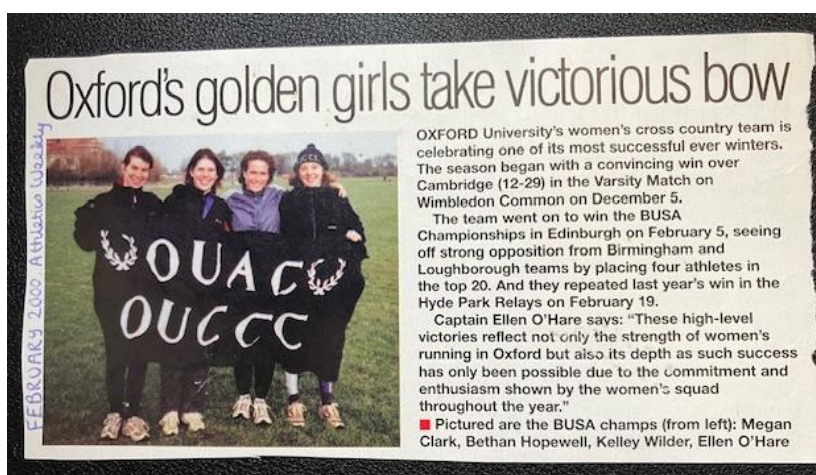 Oxford's golden girls take victorious bow
FEBRUARY 2000. Athletics Weekly
OUAC
OUCCC
OXFORD University's women's cross country team is
celebrating one of its most successful ever winters.
The season began with a convincing win over
Cambridge (12-29) in the Varsity Match on
Wimbledon Common on December 5.
The team went on to win the BUSA
Championships in Edinburgh on February 5, seeing
off strong opposition from Birmingham and
Loughborough teams by placing four athletes in
the top 20. And they repeated last year's win in the
Hyde Park Relays on February 19.
Captain Ellen O'Hare says: “These high-level
victories reflect not only the strength of women's
running in Oxford but also its depth as such success
has only been possible due to the commitment and
enthusiasm shown by the women's squad
throughout the year.”
Pictured are the BUSA champs (from left): Megan
Clark, Bethan Hopewell, Kelley Wilder, Ellen O'Hare